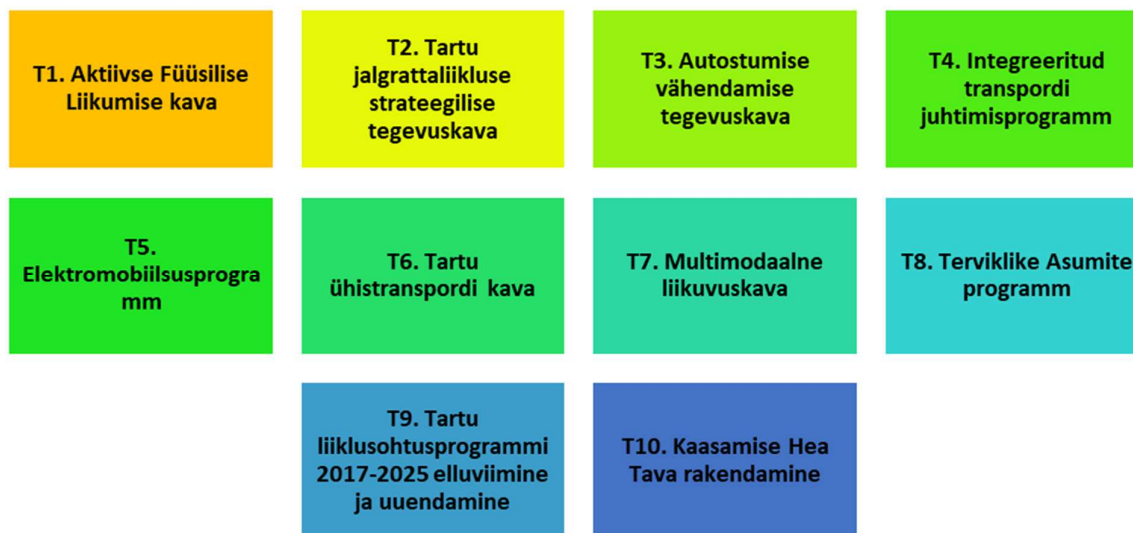 T1. Aktiivse Füüsilise
Liikumise kava
T2. Tartu
jalgrattaliikluse
strateegilise
tegevuskava
T3. Autostumise
vähendamise
tegevuskava
T4. Integreeritud
transpordi
juhtimisprogramm
T5.
Elektromobiilsusprogra
mm
T6. Tartu
ühistranspordi kava
T7. Multimodaalne
liikuvuskava
T8. Terviklike Asumite
programm
T9. Tartu
liiklusohtusprogrammi
2017-2025 elluviimine
ja uuendamine
T10. Kaasamise Hea
Tava rakendamine